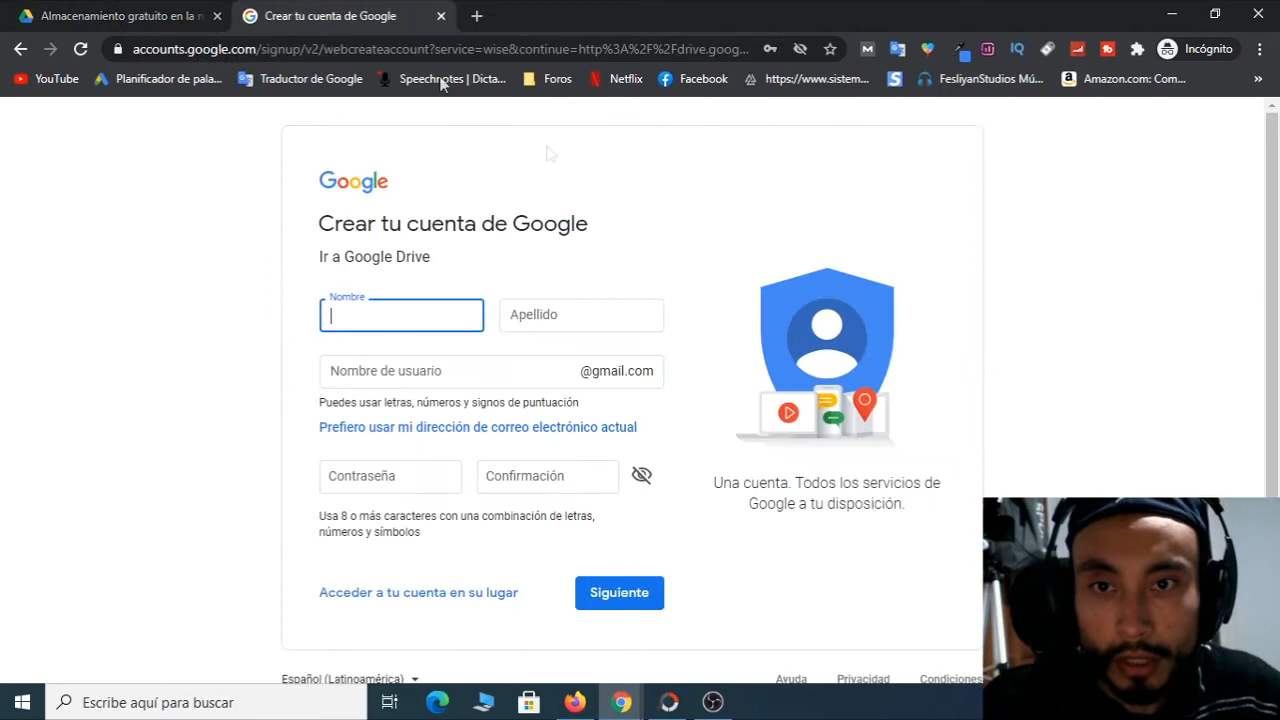 Almacenamiento gratuito en la n
Crear tu cuenta de Google
accounts.google.com/signup/v2/webcreateaccount?service=wise&continue=http%3A%2F%2Fdrive.goog...
Incógnito
YouTube
Planificador de pala...
Traductor de Google
Speechnotes | Dicta...
Foros
Netflix
Facebook
https://www.sistem...
FesliyanStudios Mú...
Amazon.com: Com...
Google
Crear tu cuenta de Google
Ir a Google Drive
Nombre
Apellido
Nombre de usuario
@gmail.com
Puedes usar letras, números y signos de puntuación
Prefiero usar mi dirección de correo electrónico actual
Contraseña
Confirmación
Usa 8 o más caracteres con una combinación de letras,
números y símbolos
Una cuenta. Todos los servicios de
Google a tu disposición.
Acceder a tu cuenta en su lugar
Siguiente
Español (Latinoamérica)
Ayuda
Privacidad
Condiciones
Escribe aquí para buscar